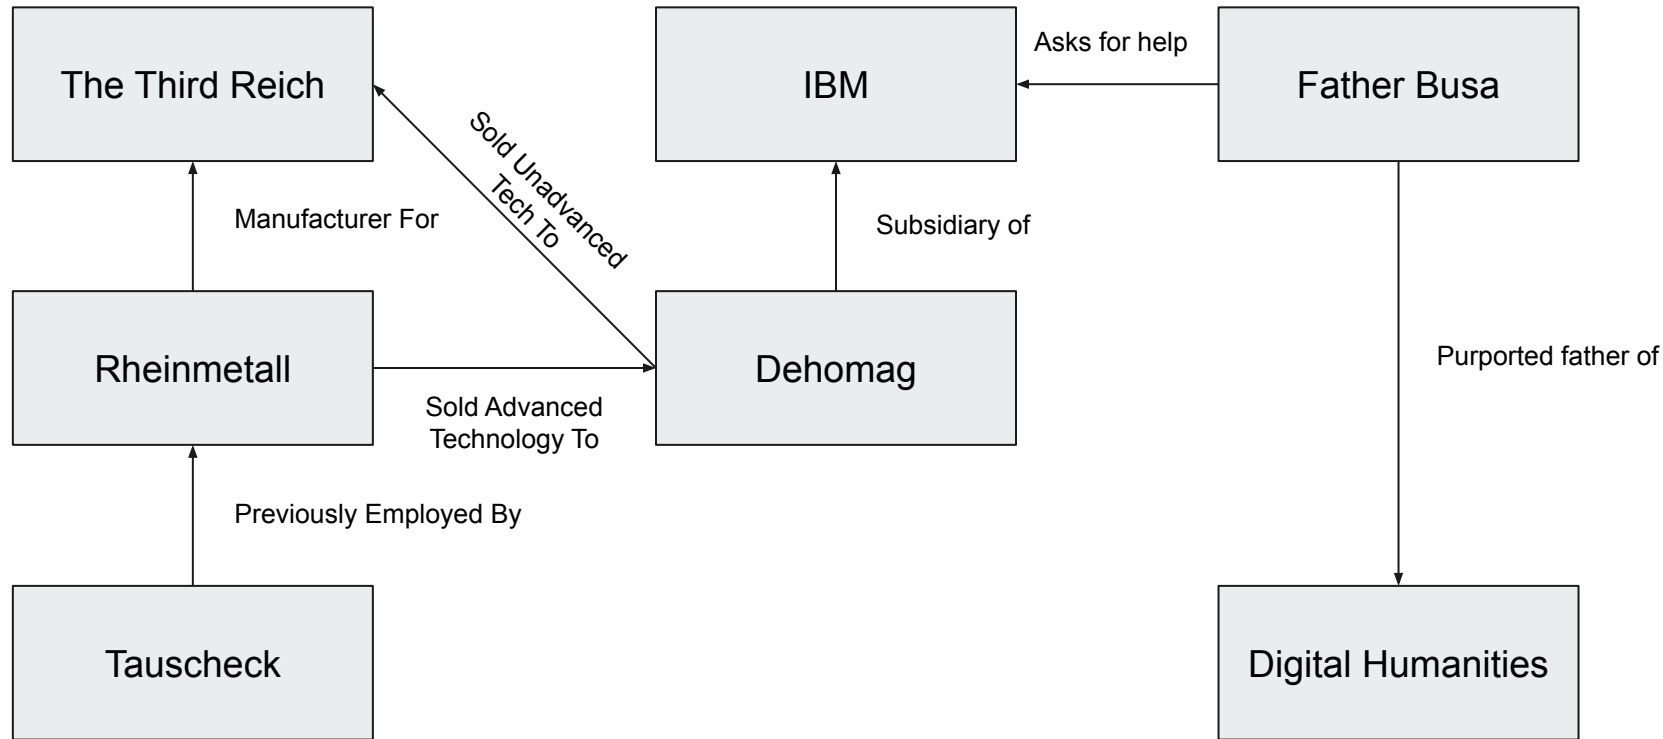 The Third Reich
IBM
Asks for help
Father Busa
Sold Unadvanced
Tech To
Manufacturer For
Subsidiary of
Rheinmetall
Dehomag
Purported father of
Sold Advanced
Technology To
Previously Employed By
Tauscheck
Digital Humanities